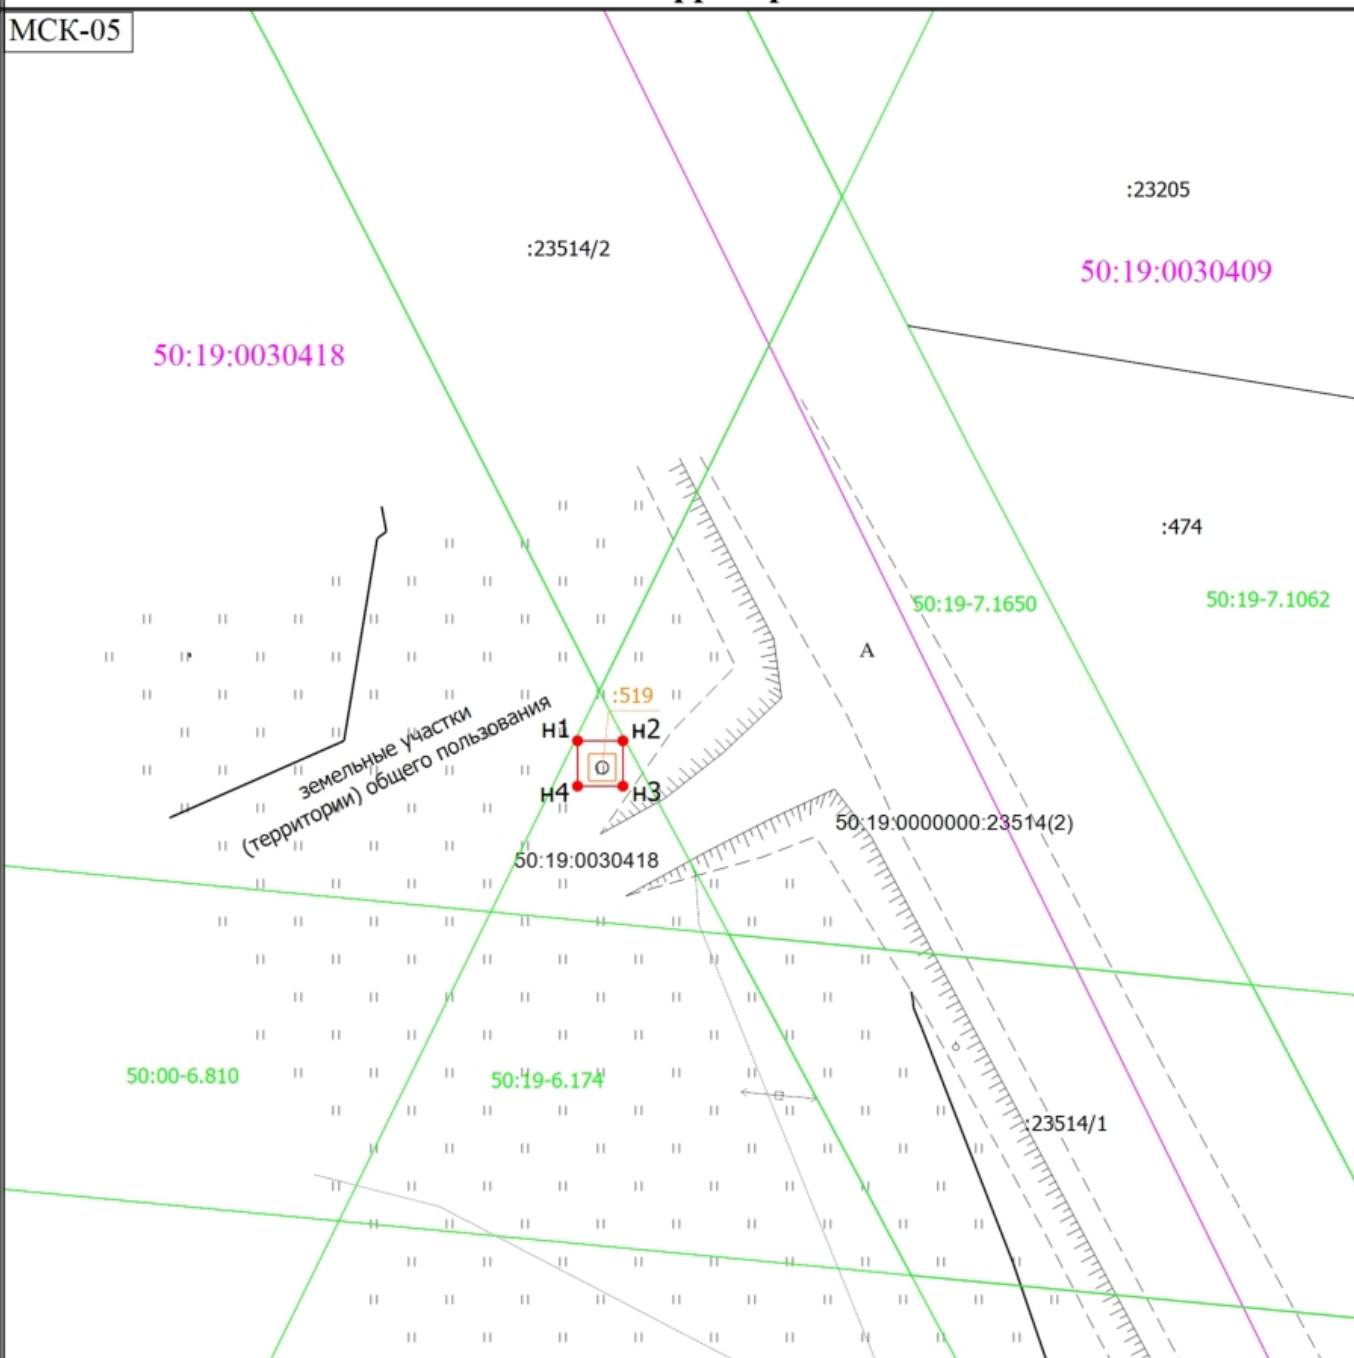 МСК-05
:23205
:23514/2
50:19:0030409
50:19:0030418
:474
50:19-7.1650
50:19-7.1062
А
:519
земельные участки
(территории) общего пользования
н1
н2
н4
н3
50:19:0000000:23514(2)
50:19:0030418
50:00-6.810
50:19-6.174
:23514/1